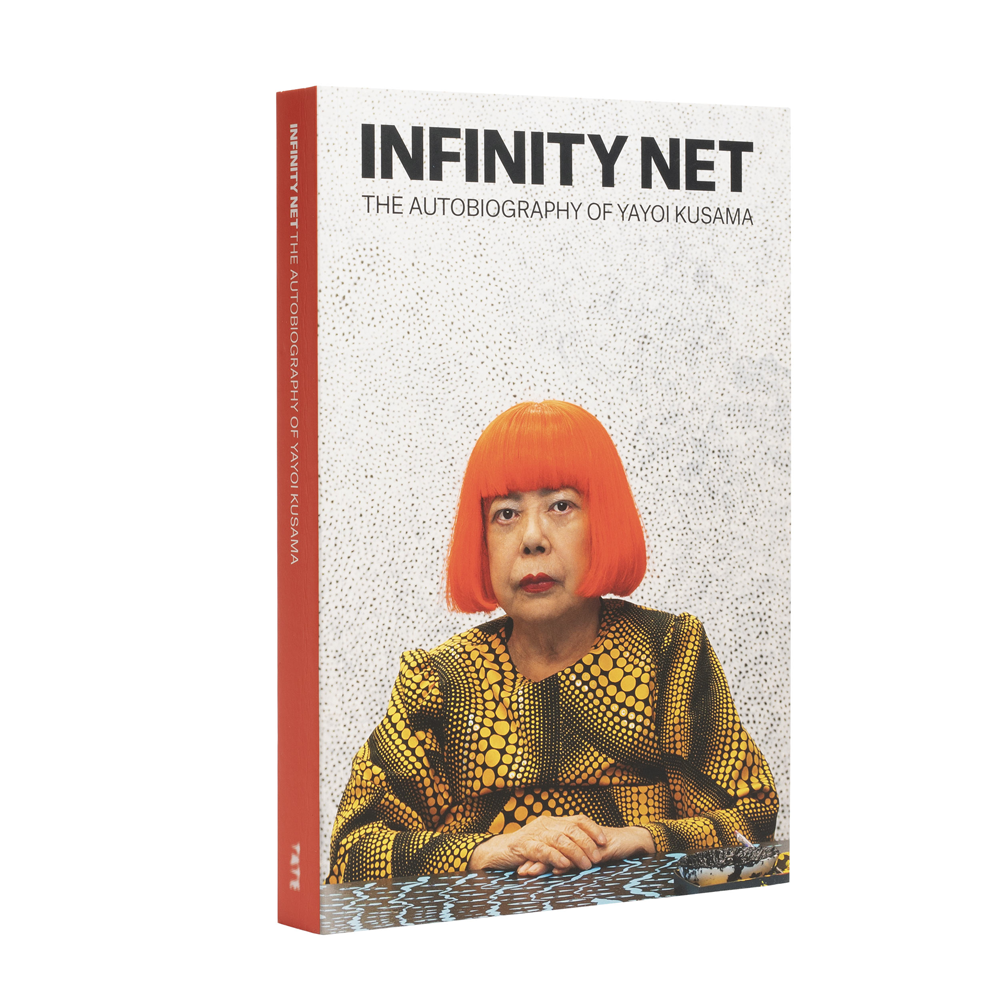 INFINITY NET
THE AUTOBIOGRAPHY OF YAYOI KUSAMA
INFINITY NET THE AUTOBIOGRAPHY OF YAYOI KUSAMA
TATE